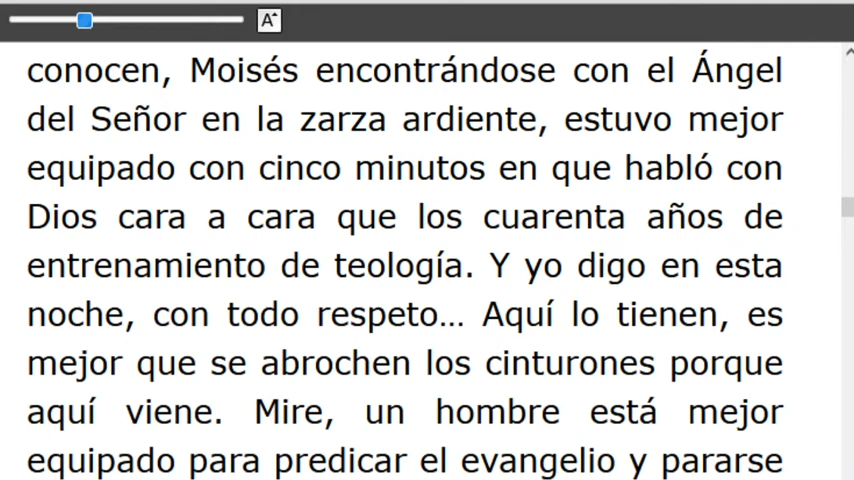 A
conocen, Moisés encontrándose con el Ángel
del Señor en la zarza ardiente, estuvo mejor
equipado con cinco minutos en que habló con
Dios cara a cara que los cuarenta años de
entrenamiento de teología. Y yo digo en esta
noche, con todo respeto... Aquí lo tienen, es
mejor que se abrochen los cinturones porque
aquí viene. Mire, un hombre está mejor
equipado para predicar el evangelio y pararse